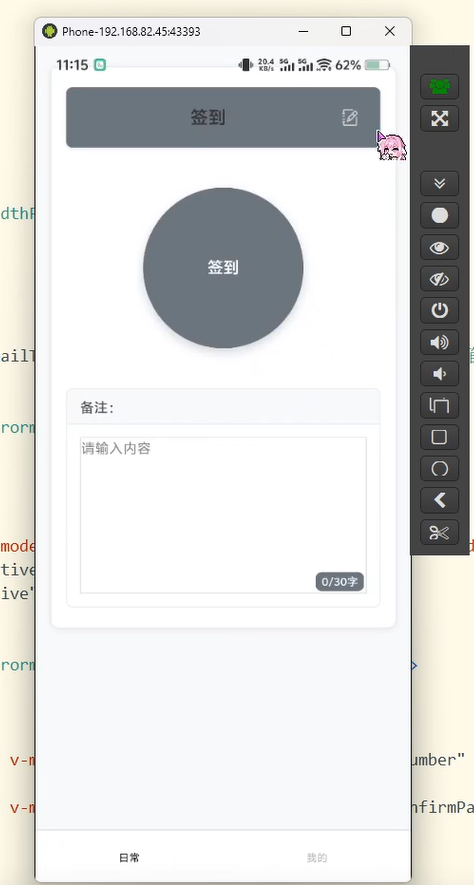 Phone-192.168.82.45:43393
11:15
20.4
KB/s
5G
5G
62%
签到
签到
备注：
请输入内容
0/30字
日常
我的
dthF
ailT
rorm
mode
tive
ive"
rorm
>
v-m
umber"
v-m
nfirmPa